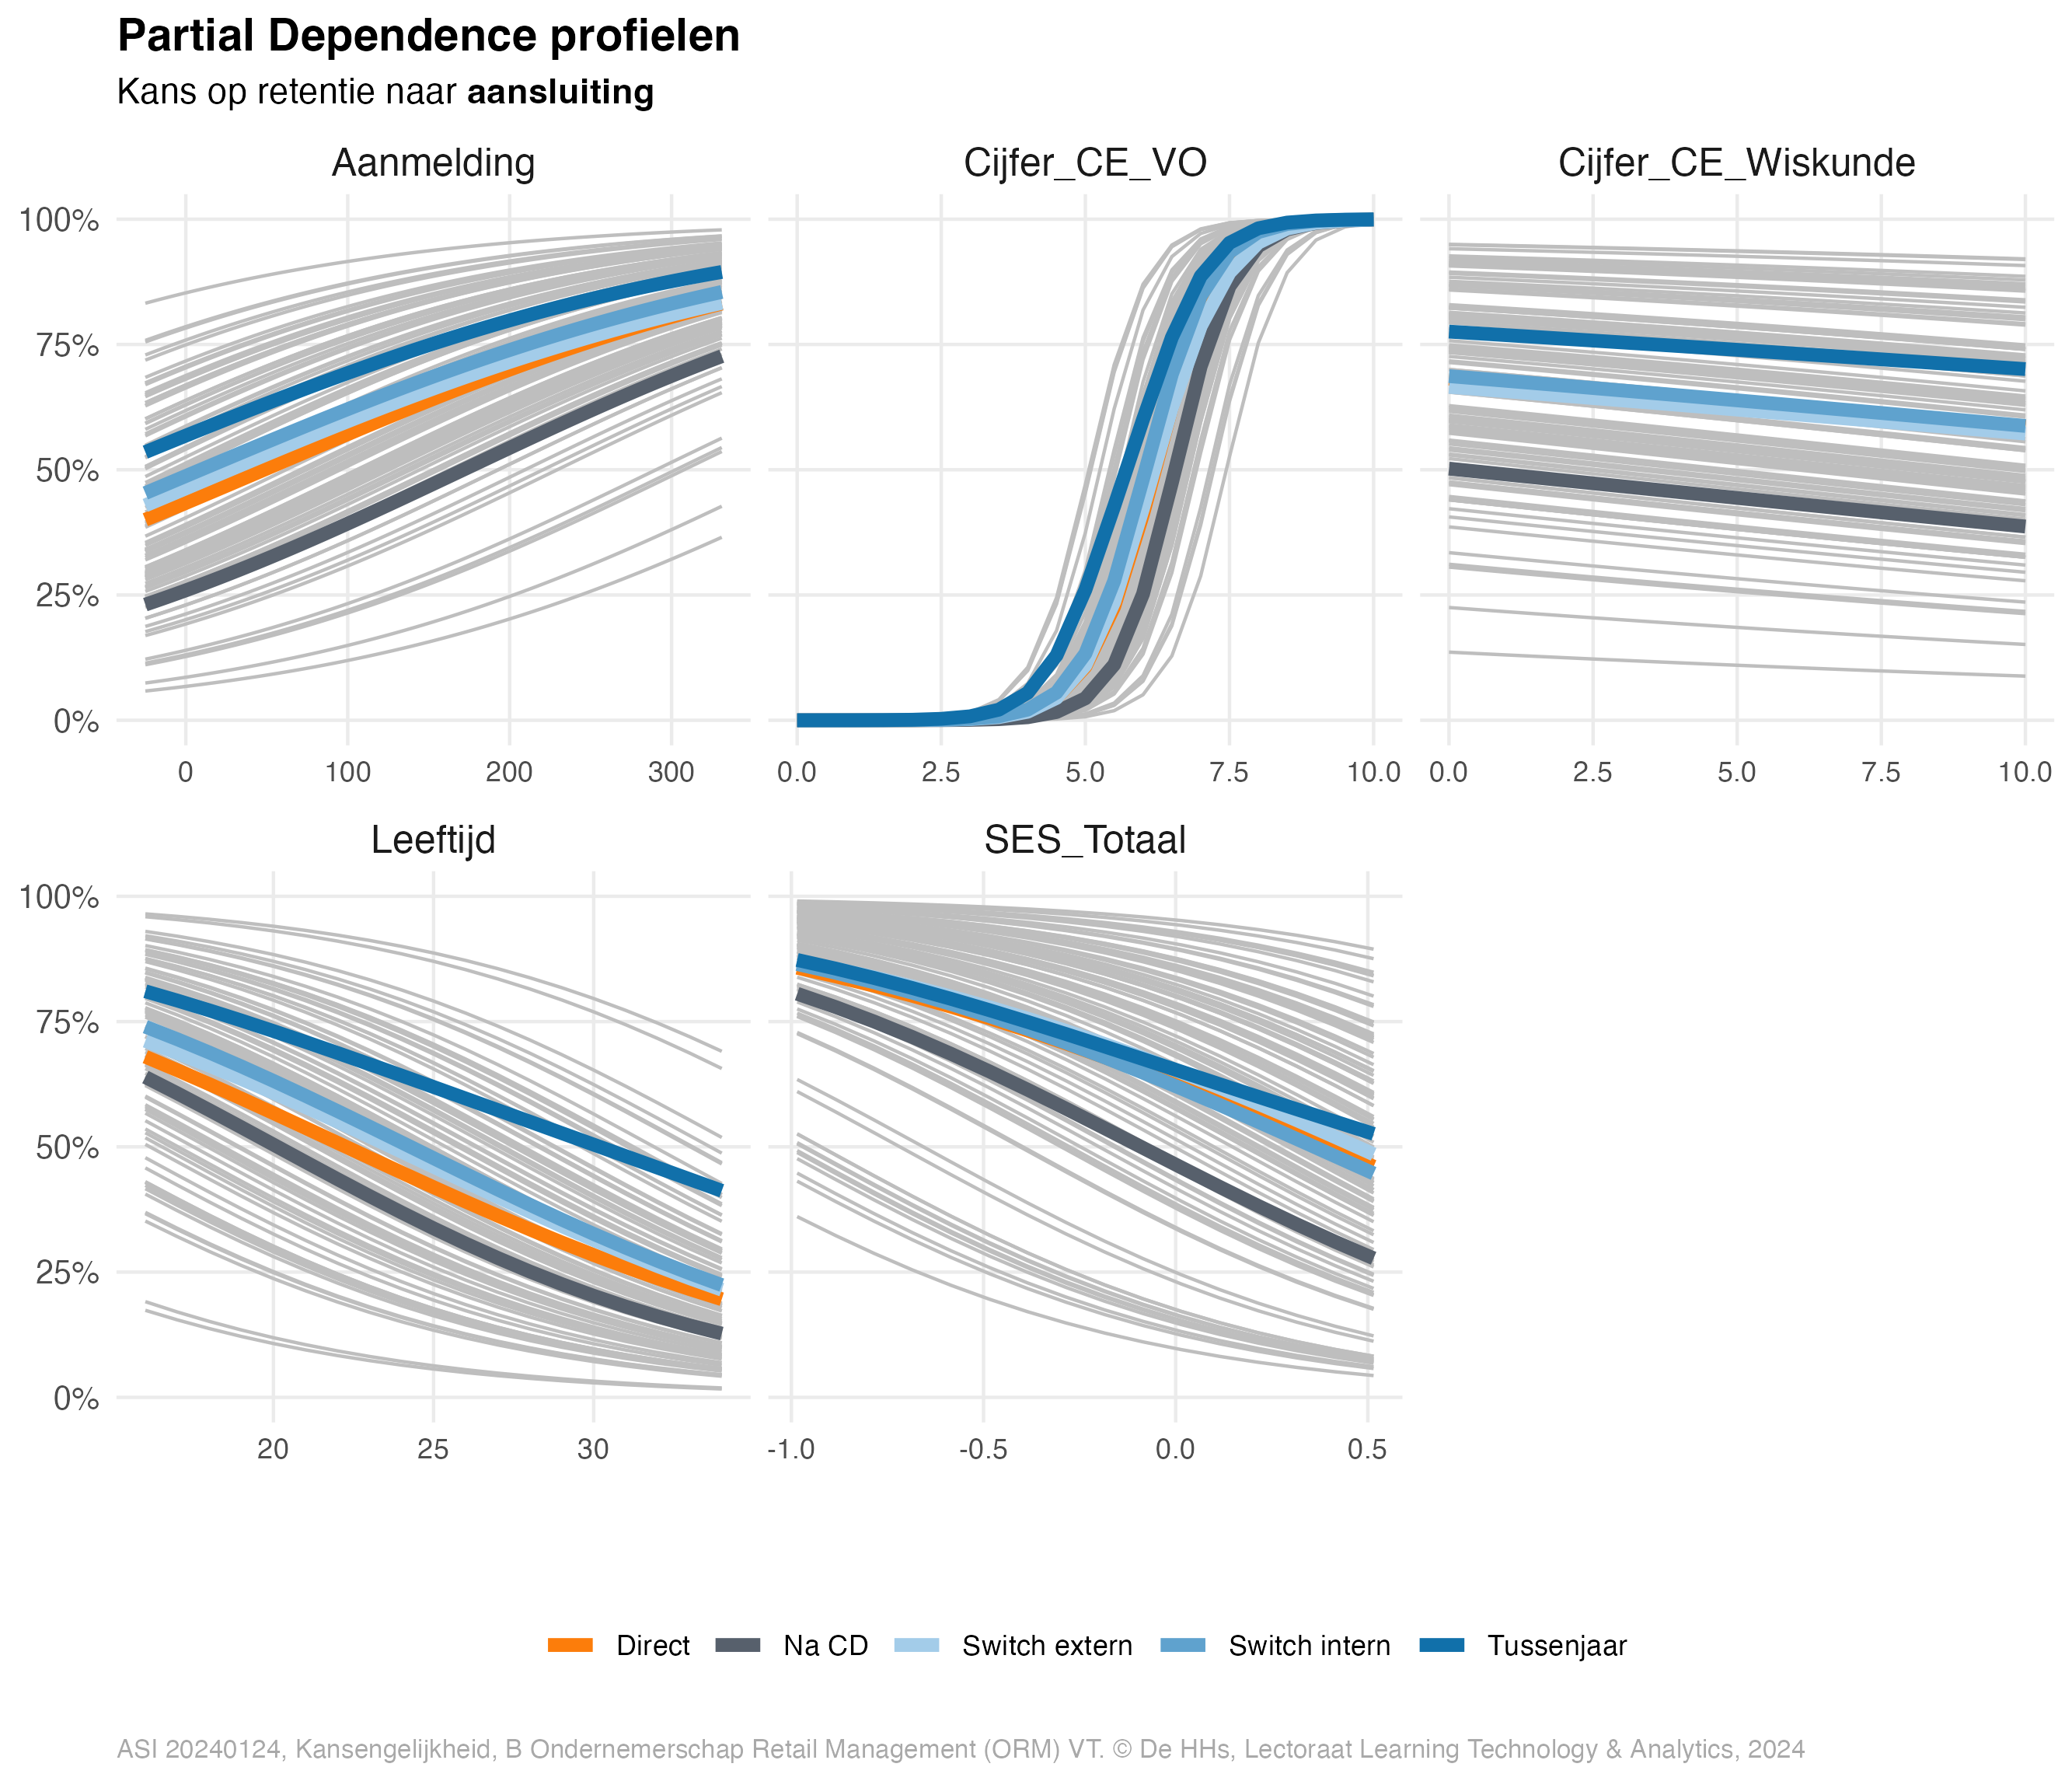 Partial Dependence profielen
Kans op retentie naar aansluiting
Aanmelding
Cijfer_CE_VO
Cijfer_CE_Wiskunde
100%
75%
50%
25%
0%
0
100
200
300
0.0
2.5
5.0
7.5
10.0
0.0
2.5
5.0
7.5
10.0
Leeftijd
SES_Totaal
100%
75%
50%
25%
0%
20
25
30
-1.0
-0.5
0.0
0.5
Direct
Na CD
Switch extern
Switch intern
Tussenjaar
ASI 20240124, Kansengelijkheid, B Ondernemerschap Retail Management (ORM) VT. © De HHs, Lectoraat Learning Technology & Analytics, 2024